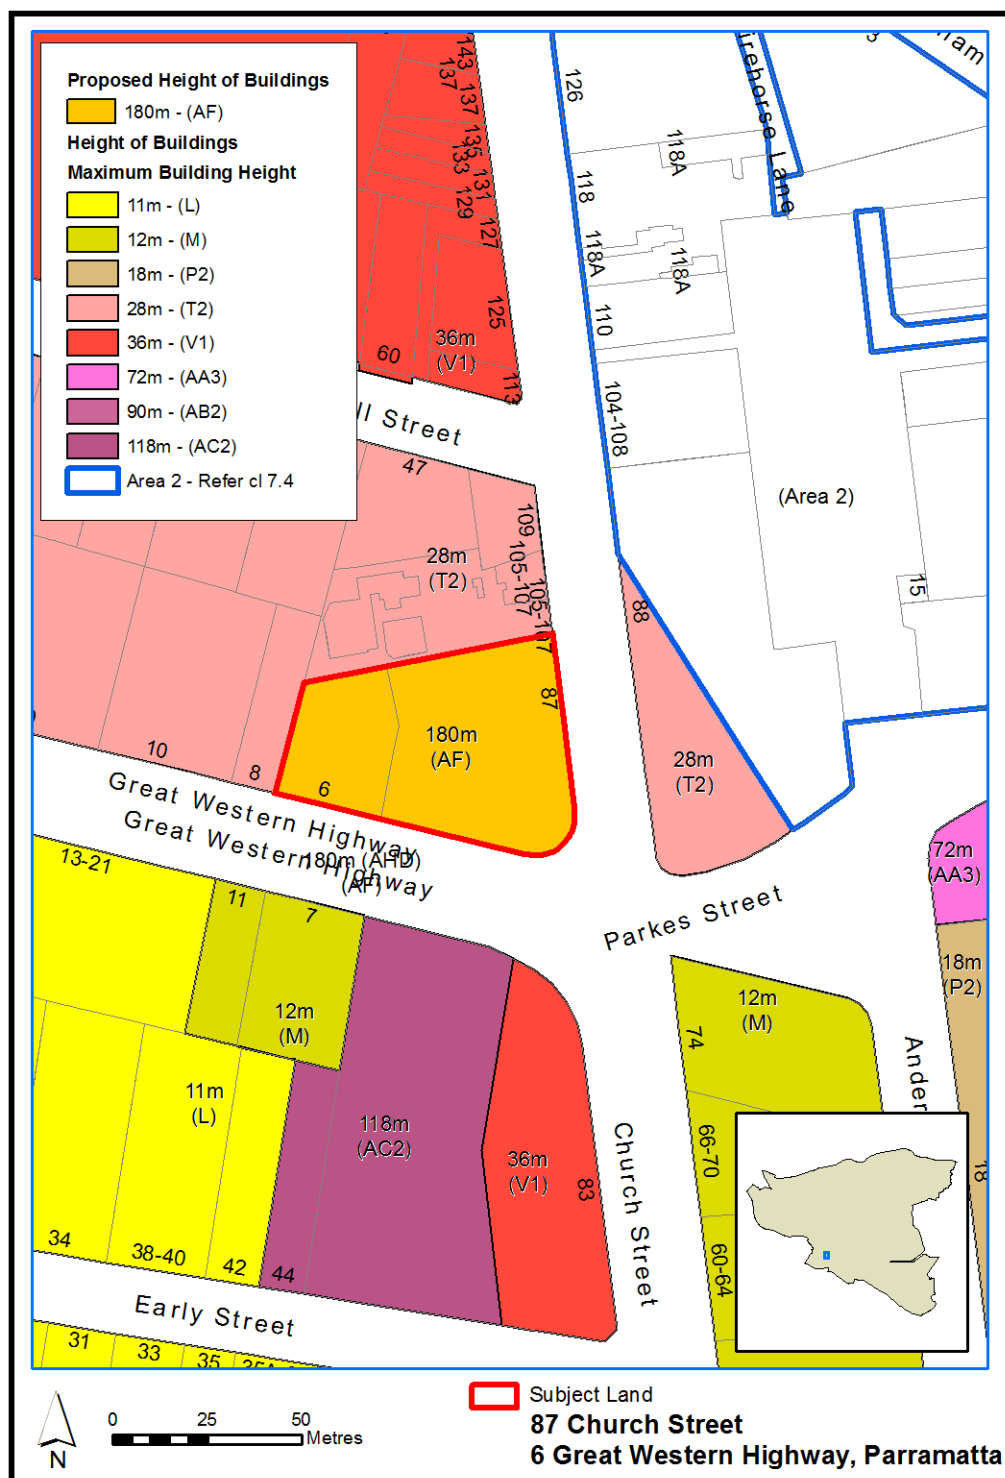 Proposed Height of Buildings
180m - (AF)
Height of Buildings
Maximum Building Height
11m - (L)
12m - (M)
18m - (P2)
28m - (T2)
36m - (V1)
72m - (AA3)
90m - (AB2)
118m - (AC2)
Area 2 - Refer cl 7.4
143
137
137
135
133
131
129
127
125
36m
(V1)
60
113
ll Street
126
118A
118
118A
118A
110
104-108
irehorse Lane
3
am
(Area 2)
15
47
109
28m
(T2)
105-107
105-107
88
87
180m
(AF)
28m
(T2)
10
8
6
Great Western Highway
Great Western Highway
180m (AHD)
(AF)
13-21
11
7
12m
(M)
11m
(L)
118m
(AC2)
36m
(V1)
83
Parkes Street
72m
(AA3)
18m
(P2)
12m
(M)
74
66-70
60-64
Ander
18
Church Street
34
38-40
42
44
Early Street
31
33
35
0 25 50
Metres
N
Subject Land
87 Church Street
6 Great Western Highway, Parramatta